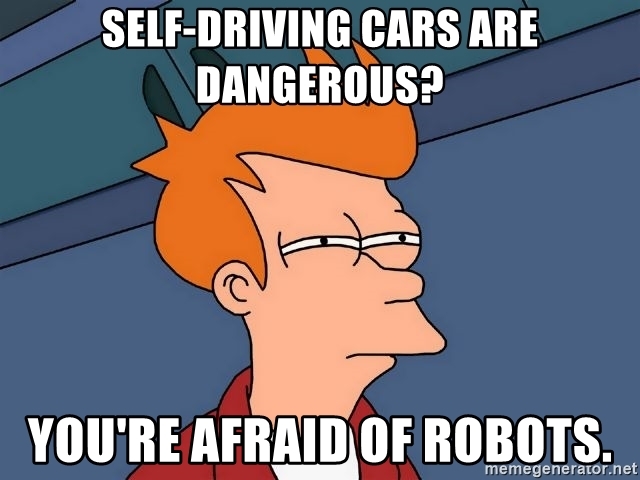 SELF-DRIVING CARS ARE
DANGEROUS?
YOU'RE AFRAID OF ROBOTS.
memegenerator.net